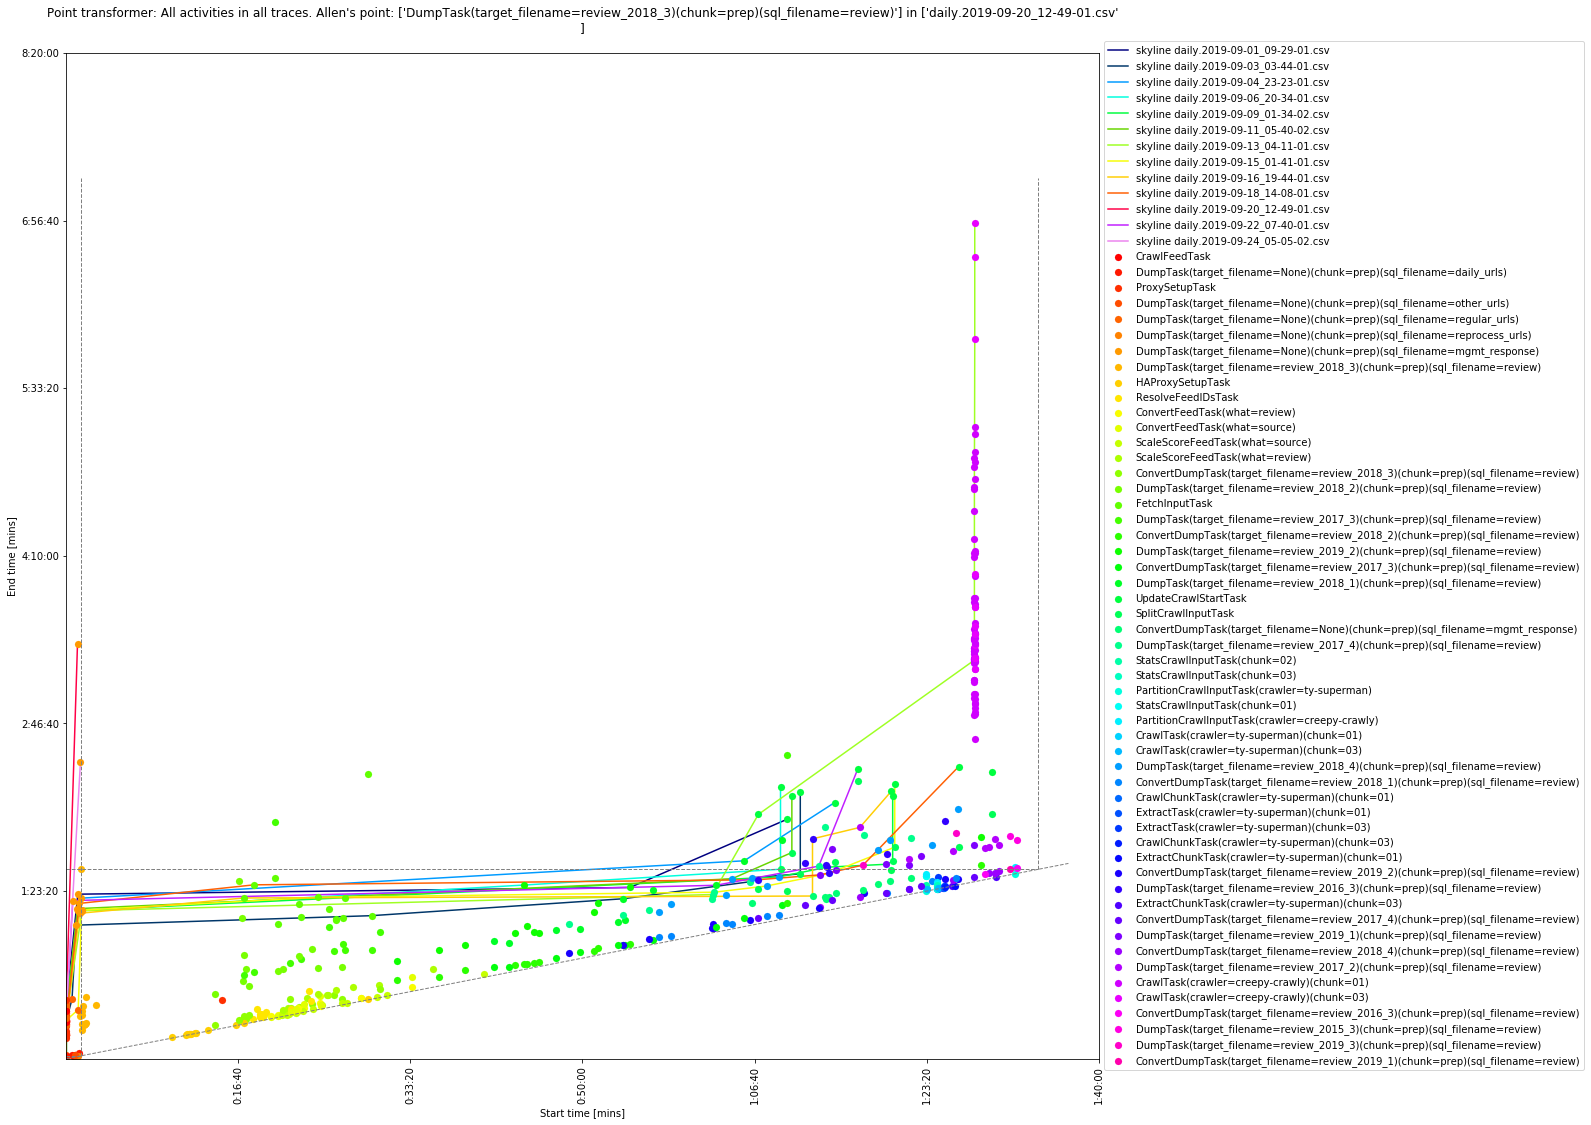 Point transformer: All activities in all traces. Allen's point: ['DumpTask(target_filename=review_2018_3)(chunk=prep)(sql_filename=review)'] in ['daily.2019-09-20_12-49-01.csv'
]
8:20:00
6:56:40
5:33:20
4:10:00
2:46:40
1:23:20
End time [mins]
0:16:40
0:33:20
0:50:00
1:06:40
1:23:20
1:40:00
Start time [mins]
skyline daily.2019-09-01_09-29-01.csv
skyline daily.2019-09-03_03-44-01.csv
skyline daily.2019-09-04_23-23-01.csv
skyline daily.2019-09-06_20-34-01.csv
skyline daily.2019-09-09_01-34-02.csv
skyline daily.2019-09-11_05-40-02.csv
skyline daily.2019-09-13_04-11-01.csv
skyline daily.2019-09-15_01-41-01.csv
skyline daily.2019-09-16_19-44-01.csv
skyline daily.2019-09-18_14-08-01.csv
skyline daily.2019-09-20_12-49-01.csv
skyline daily.2019-09-22_07-40-01.csv
skyline daily.2019-09-24_05-05-02.csv
CrawlFeedTask
DumpTask(target_filename=None)(chunk=prep)(sql_filename=daily_urls)
ProxySetupTask
DumpTask(target_filename=None)(chunk=prep)(sql_filename=other_urls)
DumpTask(target_filename=None)(chunk=prep)(sql_filename=regular_urls)
DumpTask(target_filename=None)(chunk=prep)(sql_filename=reprocess_urls)
DumpTask(target_filename=None)(chunk=prep)(sql_filename=mgmt_response)
DumpTask(target_filename=review_2018_3)(chunk=prep)(sql_filename=review)
HAProxySetupTask
ResolveFeedIDsTask
ConvertFeedTask(what=review)
ConvertFeedTask(what=source)
ScaleScoreFeedTask(what=source)
ScaleScoreFeedTask(what=review)
ConvertDumpTask(target_filename=review_2018_3)(chunk=prep)(sql_filename=review)
DumpTask(target_filename=review_2018_2)(chunk=prep)(sql_filename=review)
FetchInputTask
DumpTask(target_filename=review_2017_3)(chunk=prep)(sql_filename=review)
ConvertDumpTask(target_filename=review_2018_2)(chunk=prep)(sql_filename=review)
DumpTask(target_filename=review_2019_2)(chunk=prep)(sql_filename=review)
ConvertDumpTask(target_filename=review_2017_3)(chunk=prep)(sql_filename=review)
DumpTask(target_filename=review_2018_1)(chunk=prep)(sql_filename=review)
UpdateCrawlStartTask
SplitCrawlInputTask
ConvertDumpTask(target_filename=None)(chunk=prep)(sql_filename=mgmt_response)
DumpTask(target_filename=review_2017_4)(chunk=prep)(sql_filename=review)
StatsCrawlInputTask(chunk=02)
StatsCrawlInputTask(chunk=03)
PartitionCrawlInputTask(crawler=ty-superman)
StatsCrawlInputTask(chunk=01)
PartitionCrawlInputTask(crawler=creepy-crawly)
CrawlTask(crawler=ty-superman)(chunk=01)
CrawlTask(crawler=ty-superman)(chunk=03)
DumpTask(target_filename=review_2018_4)(chunk=prep)(sql_filename=review)
ConvertDumpTask(target_filename=review_2018_1)(chunk=prep)(sql_filename=review)
CrawlChunkTask(crawler=ty-superman)(chunk=01)
ExtractTask(crawler=ty-superman)(chunk=01)
ExtractTask(crawler=ty-superman)(chunk=03)
CrawlChunkTask(crawler=ty-superman)(chunk=03)
ExtractChunkTask(crawler=ty-superman)(chunk=01)
ConvertDumpTask(target_filename=review_2019_2)(chunk=prep)(sql_filename=review)
DumpTask(target_filename=review_2016_3)(chunk=prep)(sql_filename=review)
ExtractChunkTask(crawler=ty-superman)(chunk=03)
ConvertDumpTask(target_filename=review_2017_4)(chunk=prep)(sql_filename=review)
DumpTask(target_filename=review_2019_1)(chunk=prep)(sql_filename=review)
ConvertDumpTask(target_filename=review_2018_4)(chunk=prep)(sql_filename=review)
DumpTask(target_filename=review_2017_2)(chunk=prep)(sql_filename=review)
CrawlTask(crawler=creepy-crawly)(chunk=01)
CrawlTask(crawler=creepy-crawly)(chunk=03)
ConvertDumpTask(target_filename=review_2016_3)(chunk=prep)(sql_filename=review)
DumpTask(target_filename=review_2015_3)(chunk=prep)(sql_filename=review)
DumpTask(target_filename=review_2019_3)(chunk=prep)(sql_filename=review)
ConvertDumpTask(target_filename=review_2019_1)(chunk=prep)(sql_filename=review)